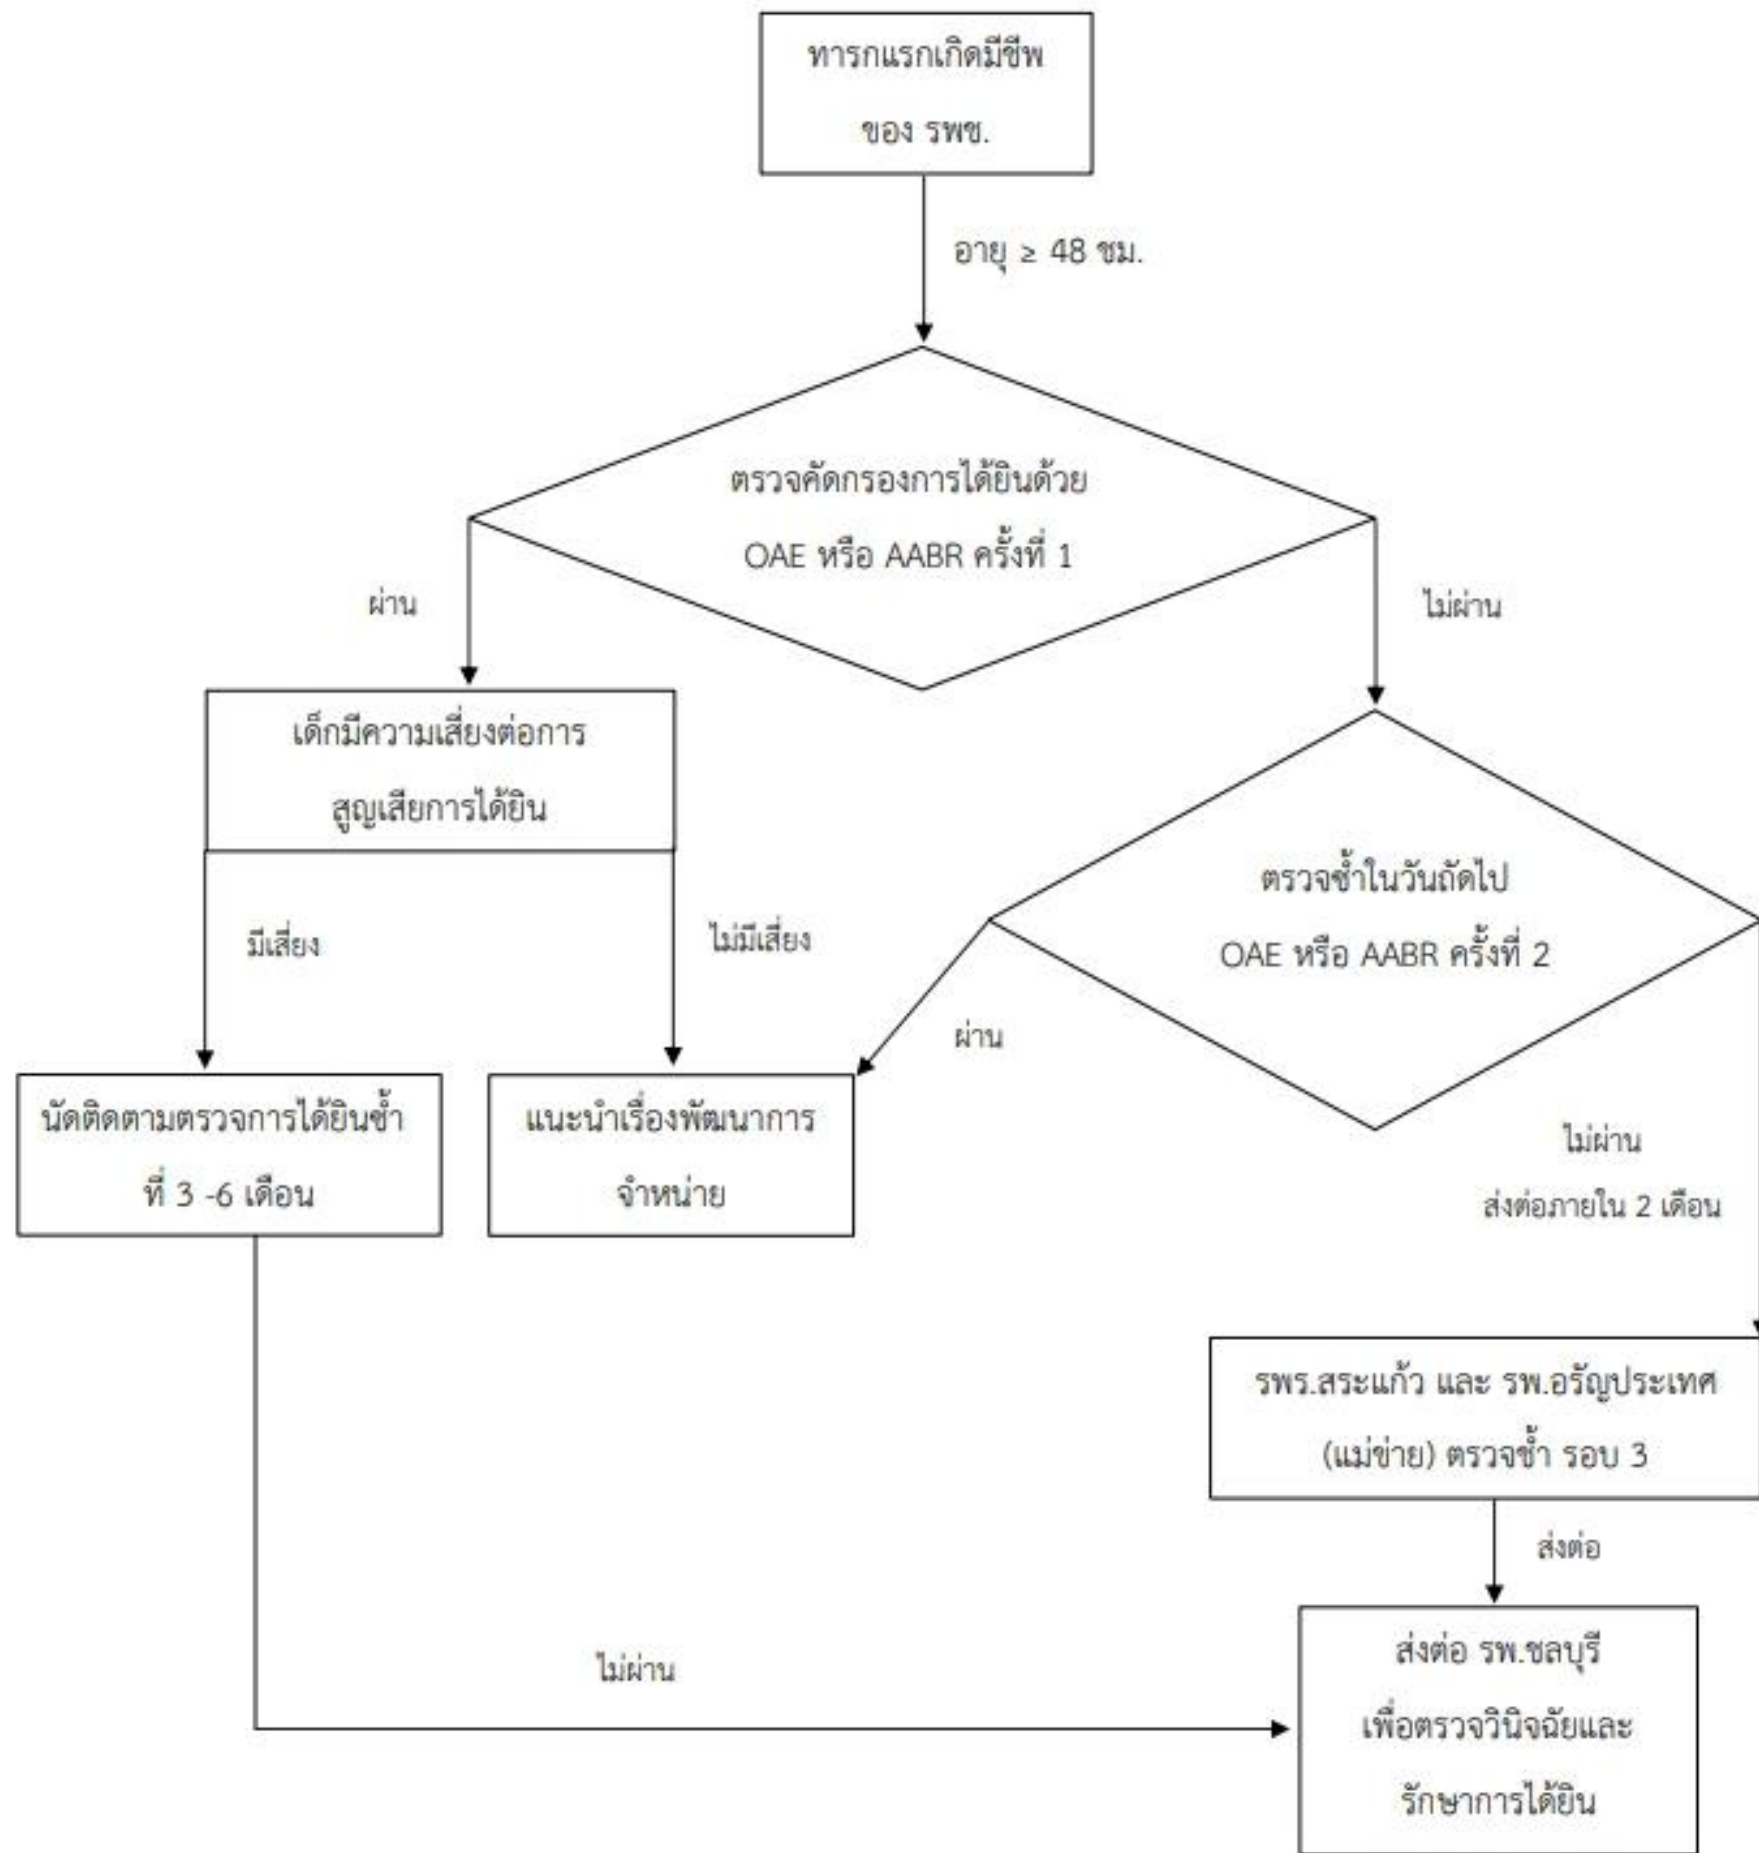 ทารกแรกเกิดมีชีพ
ของ รพช.
อายุ ≥ 48 ชม.
ตรวจคัดกรองการได้ยินด้วย
OAE หรือ AABR ครั้งที่ 1
ผ่าน
ไม่ผ่าน
เด็กมีความเสี่ยงต่อการ
สูญเสียการได้ยิน
ตรวจซ้ำในวันถัดไป
OAE หรือ AABR ครั้งที่ 2
มีเสี่ยง
ไม่มีเสี่ยง
ผ่าน
นัดติดตามตรวจการได้ยินซ้ำ
ที่ 3 -6 เดือน
แนะนำเรื่องพัฒนาการ
จำหน่าย
ไม่ผ่าน
ส่งต่อภายใน 2 เดือน
รพร.สระแก้ว และ รพ.อรัญประเทศ
(แม่ข่าย) ตรวจซ้ำ รอบ 3
ส่งต่อ
ไม่ผ่าน
ส่งต่อ รพ.ชลบุรี
เพื่อตรวจวินิจฉัยและ
รักษาการได้ยิน